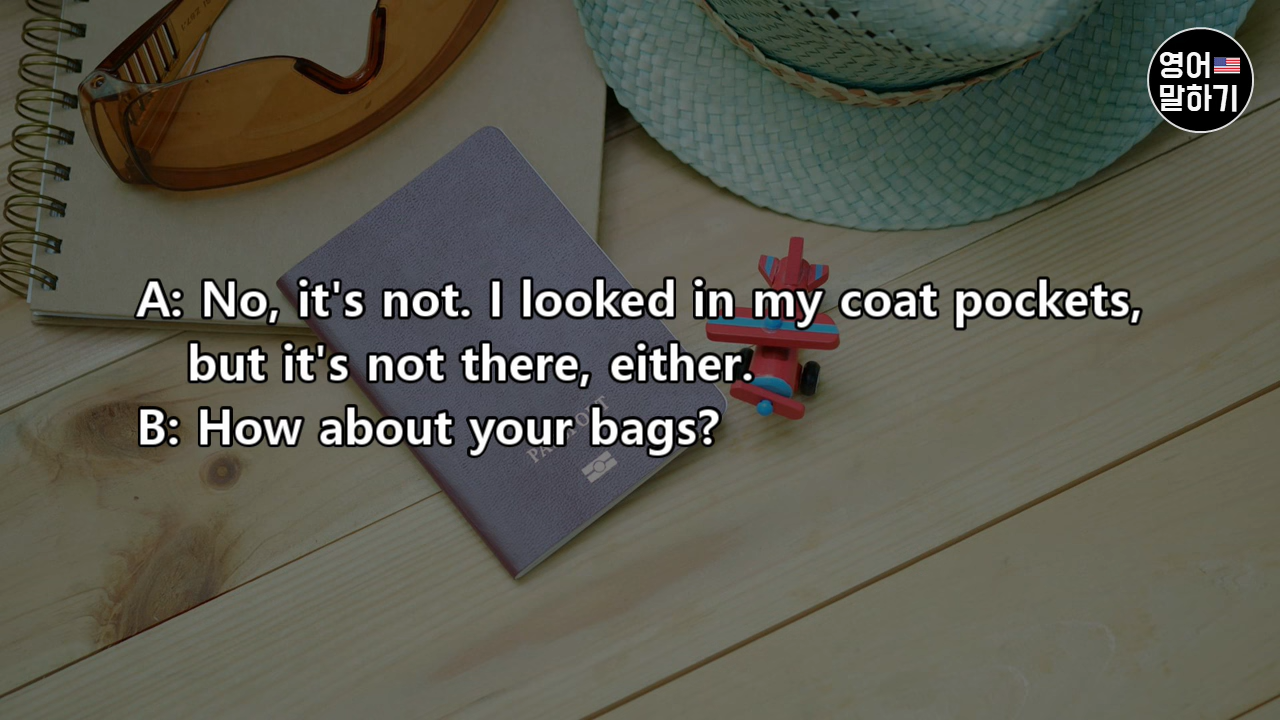 영어
말하기
A: No, it's not. I looked in my coat pockets,
but it's not there, either.
B: How about your bags?